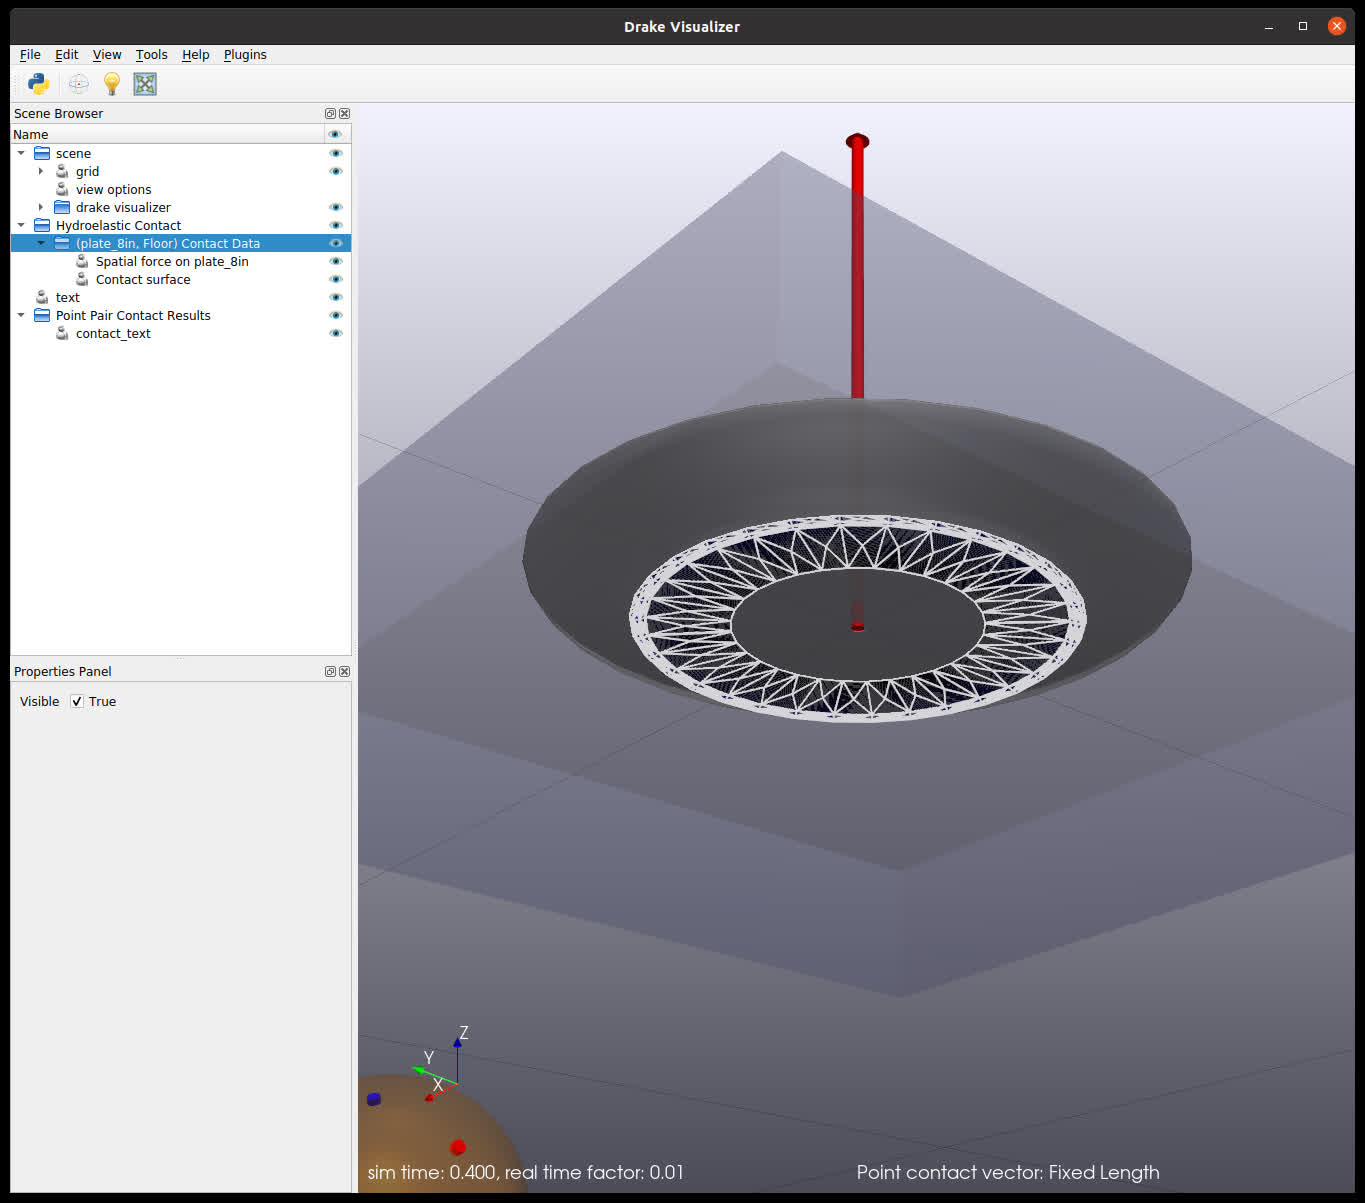 Drake Visualizer
File Edit View Tools Help Plugins
Scene Browser
Name
scene
grid
view options
drake visualizer
Hydroelastic Contact
(plate_8in, Floor) Contact Data
Spatial force on plate_8in
Contact surface
text
Point Pair Contact Results
contact_text
Properties Panel
Visible True
Z
Y
X
sim time: 0.400, real time factor: 0.01
Point contact vector: Fixed Length